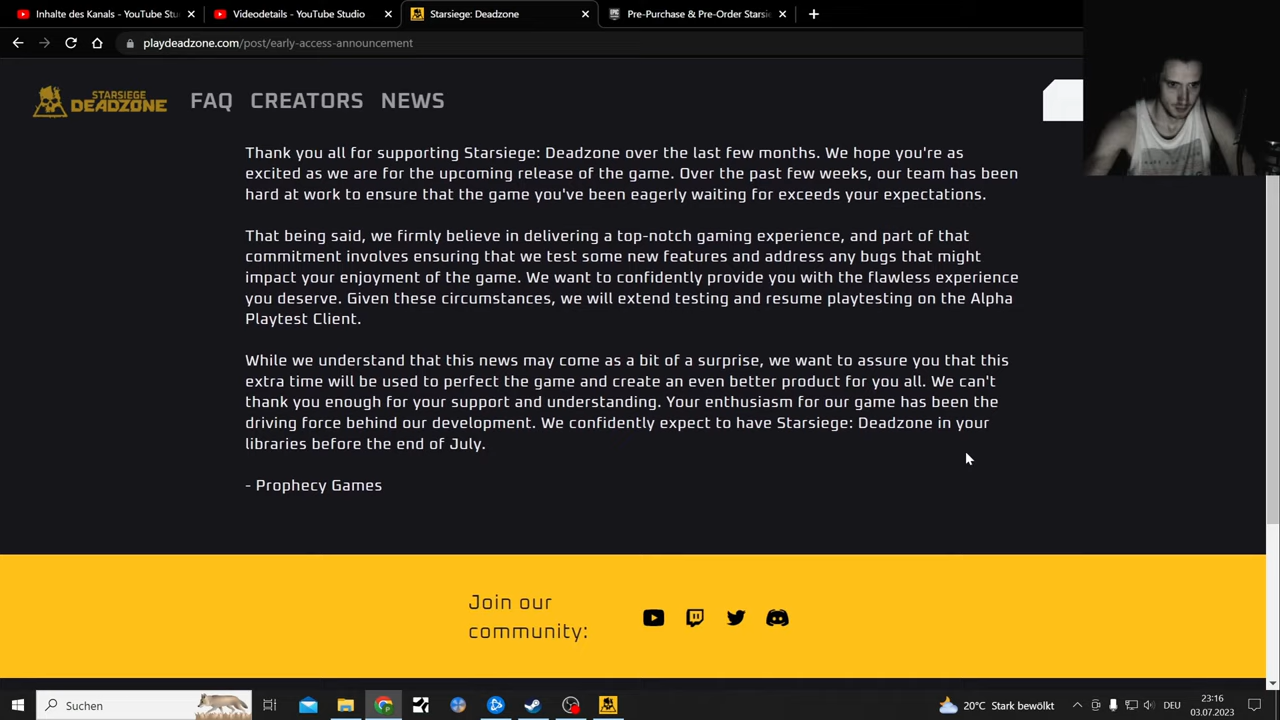 Inhalte des Kanals - YouTube Stu
Videodetails - YouTube Studio
Starsiege: Deadzone
Pre-Purchase & Pre-Order Starsie
playdeadzone.com/post/early-access-announcement
STARSIEGE
DEADZONE
FAQ CREATORS NEWS
Thank you all for supporting Starsiege: Deadzone over the last few months. We hope you're as
excited as we are for the upcoming release of the game. Over the past few weeks, our team has been
hard at work to ensure that the game you've been eagerly waiting for exceeds your expectations.
That being said, we firmly believe in delivering a top-notch gaming experience, and part of that
commitment involves ensuring that we test some new features and address any bugs that might
impact your enjoyment of the game. We want to confidently provide you with the flawless experience
you deserve. Given these circumstances, we will extend testing and resume playtesting on the Alpha
Playtest Client.
While we understand that this news may come as a bit of a surprise, we want to assure you that this
extra time will be used to perfect the game and create an even better product for you all. We can't
thank you enough for your support and understanding. Your enthusiasm for our game has been the
driving force behind our development. We confidently expect to have Starsiege: Deadzone in your
libraries before the end of July.
- Prophecy Games
Join our
community:
Suchen
20°C Stark bewölkt
DEU
23:16
03.07.2023